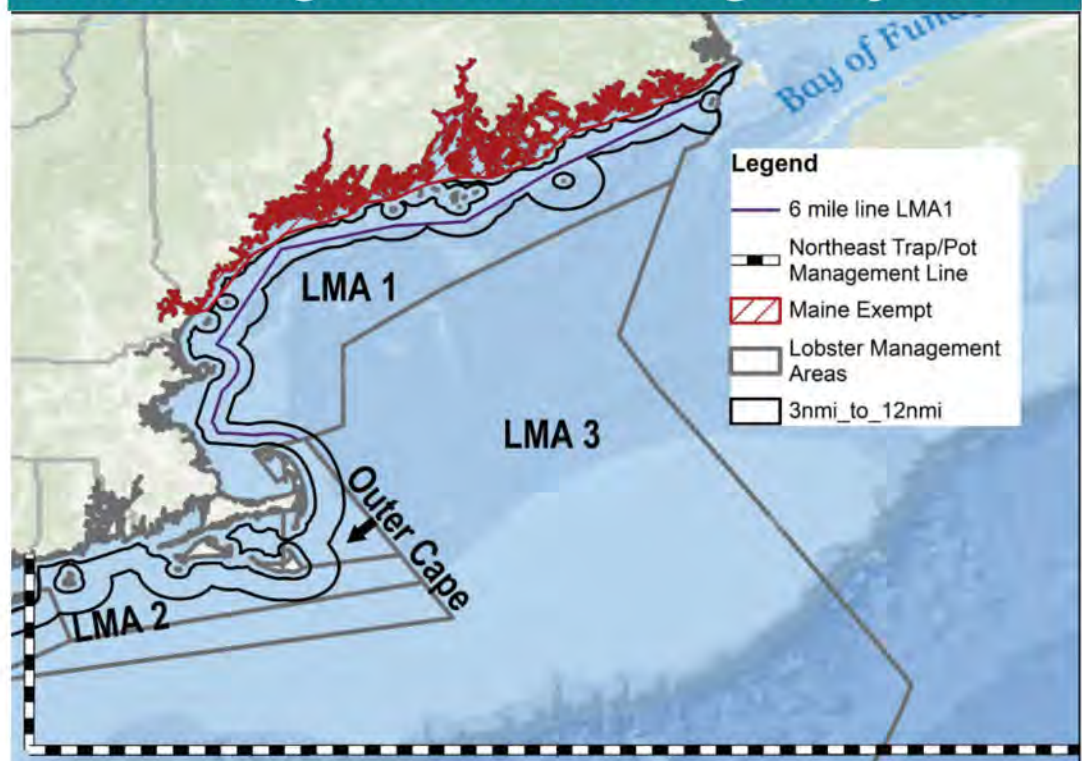 Bay of Fundy
Legend
6 mile line LMA1
Northeast Trap/Pot
Management Line
Maine Exempt
Lobster Management
Areas
3nmi_to_12nmi
LMA 1
LMA 3
Outer Cape
LMA 2